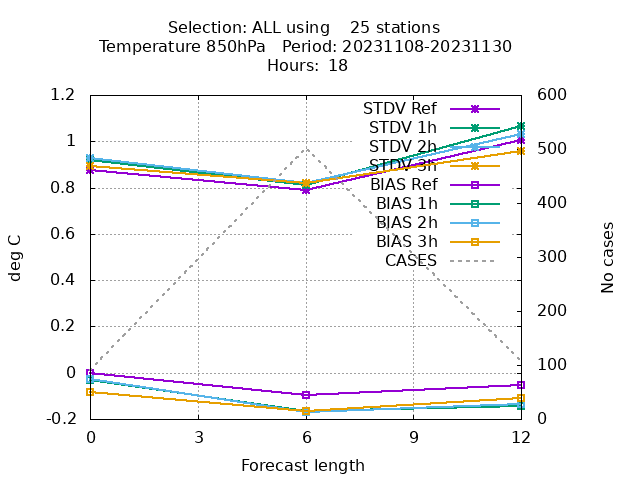 Selection: ALL using    25 stations
Temperature 850hPa   Period: 20231108-20231130
Hours:  18
1.2
1
0.8
0.6
0.4
0.2
0
-0.2
deg C
600
500
400
300
200
100
0
No cases
STDV Ref
STDV 1h
STDV 2h
STDV 3h
BIAS Ref
BIAS 1h
BIAS 2h
BIAS 3h
CASES
0 3 6 9 12
Forecast length